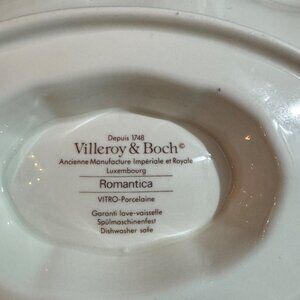 Depuis 1748
Villeroy & Boch©
Ancienne Manufacture Impériale et Royale
Luxembourg
Romantica
VITRO-Porcelaine
Garanti lave-vaisselle
Spülmaschinenfest
Dishwasher safe